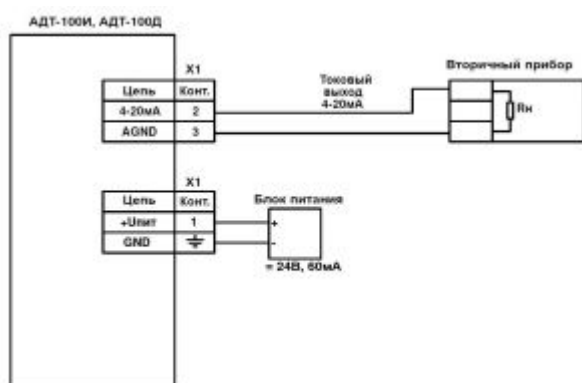 АДТ-100И, АДТ-100Д
X1
Цепь Конт.
4-20мА 2
AGND 3
Токовый
выход
4-20мА
Вторичный прибор
Rн
X1
Цепь Конт.
+Uпит 1
GND
Блок питания
+
-
= 24В, 60мА